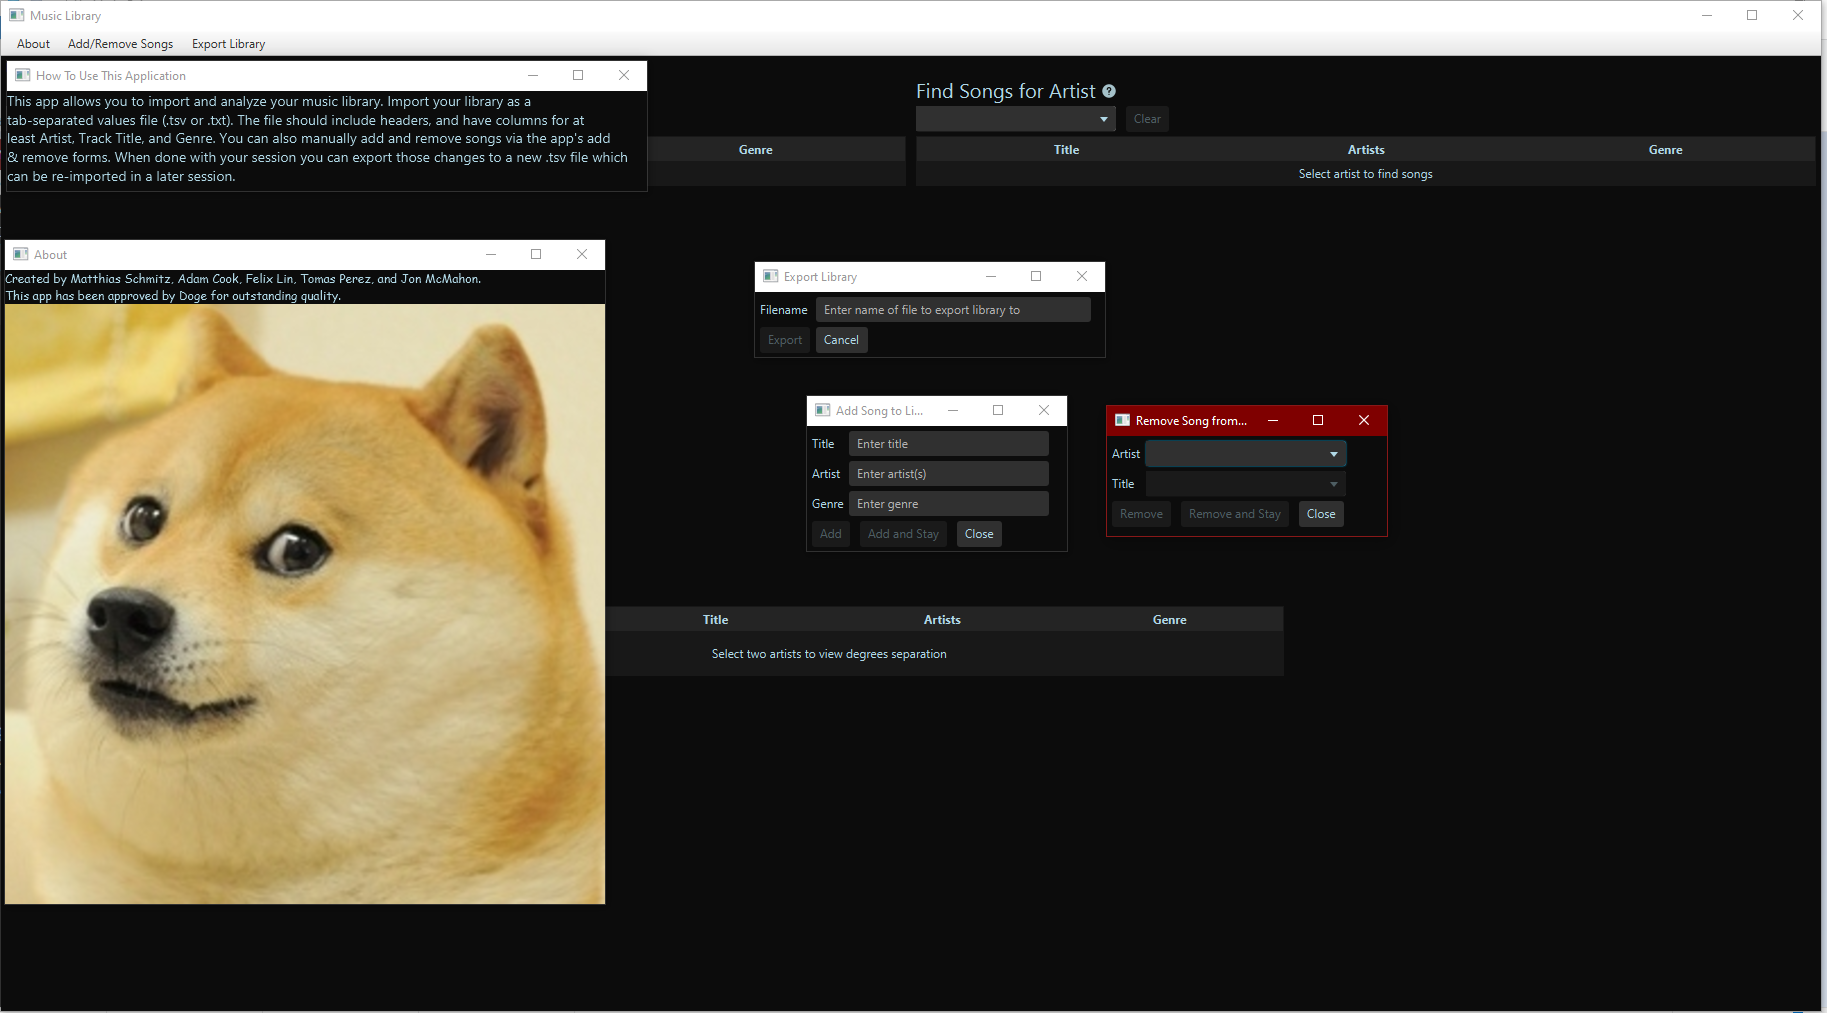 Music Library
About Add/Remove Songs Export Library
How To Use This Application
This app allows you to import and analyze your music library. Import your library as a
tab-separated values file (.tsv or .txt). The file should include headers, and have columns for at
least Artist, Track Title, and Genre. You can also manually add and remove songs via the app's add
& remove forms. When done with your session you can export those changes to a new .tsv file which
can be re-imported in a later session.
Genre
Find Songs for Artist ?
Clear
Title Artists Genre
Select artist to find songs
About
Created by Matthias Schmitz, Adam Cook, Felix Lin, Tomas Perez, and Jon McMahon.
This app has been approved by Doge for outstanding quality.
Export Library
Filename Enter name of file to export library to
Export Cancel
Add Song to Li...
Title Enter title
Artist Enter artist(s)
Genre Enter genre
Add Add and Stay Close
Remove Song from...
Artist
Title
Remove Remove and Stay Close
Title Artists Genre
Select two artists to view degrees separation